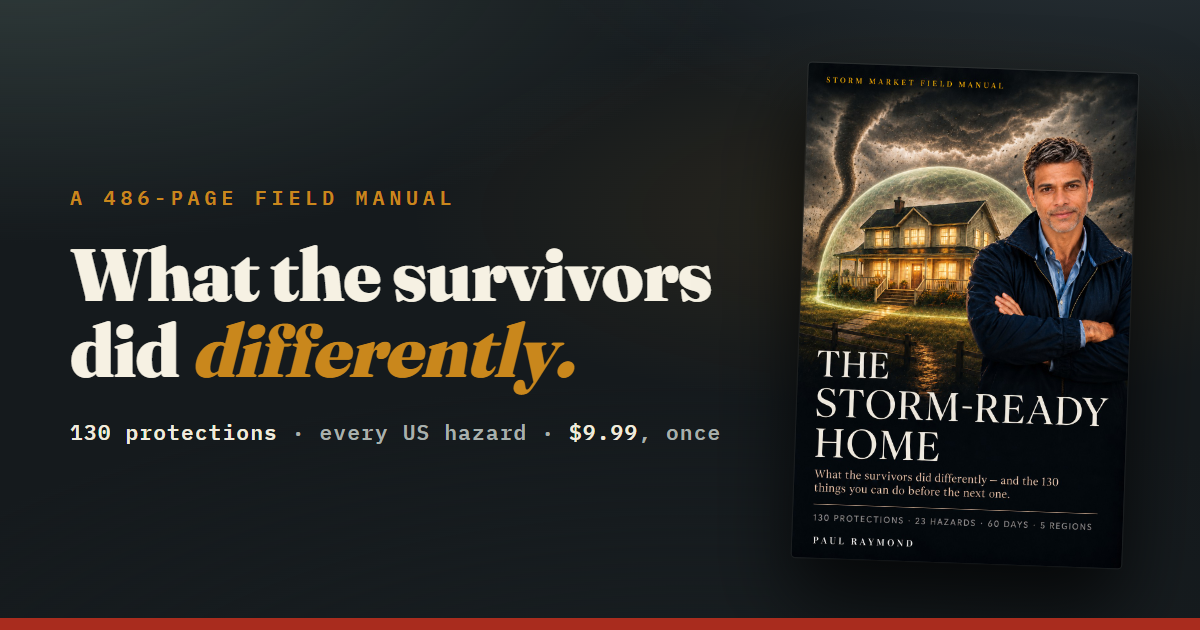 A 486-PAGE FIELD MANUAL
What the survivors
did differently.
130 protections · every US hazard · $9.99, once
STORM MARKET FIELD MANUAL
THE
STORM-READY
HOME
What the survivors did differently — and the 130
things you can do before the next one.
130 PROTECTIONS · 23 HAZARDS · 60 DAYS · 5 REGIONS
PAUL RAYMOND